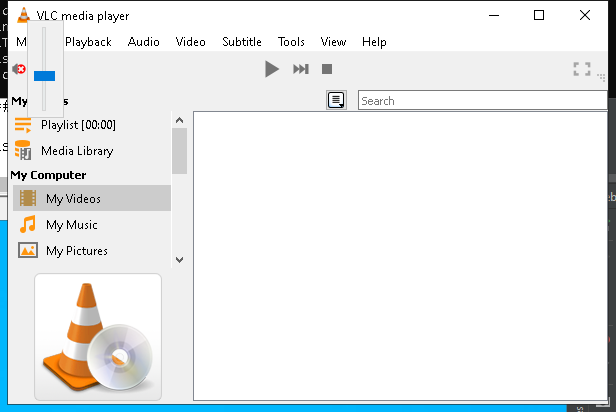 VLC media player
Playback Audio Video Subtitle Tools View Help
Search
Playlist [00:00]
Media Library
My Computer
My Videos
My Music
My Pictures